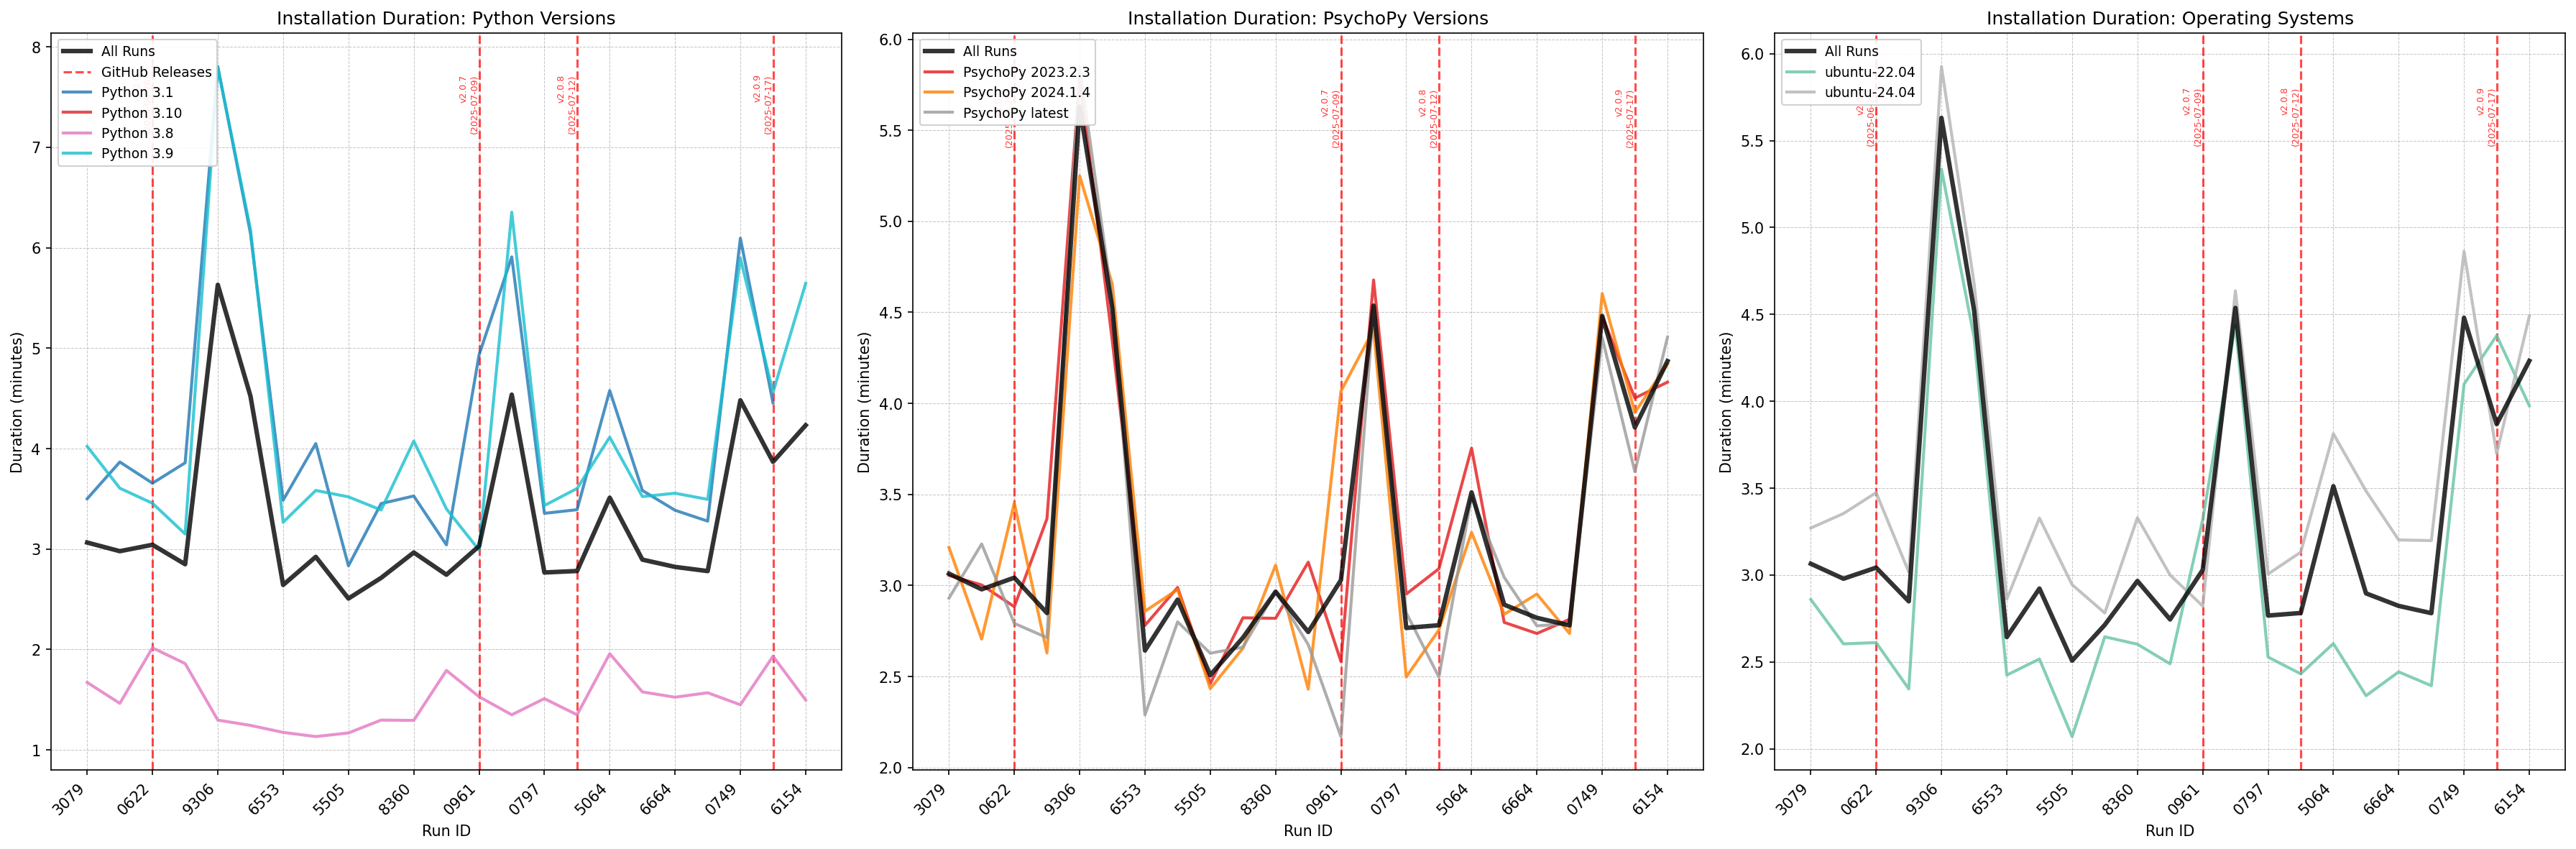 Installation Duration: Python Versions
All Runs
GitHub Releases
Python 3.1
Python 3.10
Python 3.8
Python 3.9
v2.0.7
(2025-07-09)
v2.0.8
(2025-07-12)
v2.0.9
(2025-07-17)
8
7
6
5
4
3
2
1
Duration (minutes)
3079
0622
9306
6553
5505
8360
0961
0797
5064
6664
0749
6154
Run ID
Installation Duration: PsychoPy Versions
All Runs
PsychoPy 2023.2.3
PsychoPy 2024.1.4
PsychoPy latest
v2.0.7
(2025-07-09)
v2.0.8
(2025-07-12)
v2.0.9
(2025-07-17)
6.0
5.5
5.0
4.5
4.0
3.5
3.0
2.5
2.0
Duration (minutes)
3079
0622
9306
6553
5505
8360
0961
0797
5064
6664
0749
6154
Run ID
Installation Duration: Operating Systems
All Runs
ubuntu-22.04
ubuntu-24.04
v2.0.7
(2025-07-09)
v2.0.8
(2025-07-12)
v2.0.9
(2025-07-17)
6.0
5.5
5.0
4.5
4.0
3.5
3.0
2.5
2.0
Duration (minutes)
3079
0622
9306
6553
5505
8360
0961
0797
5064
6664
0749
6154
Run ID